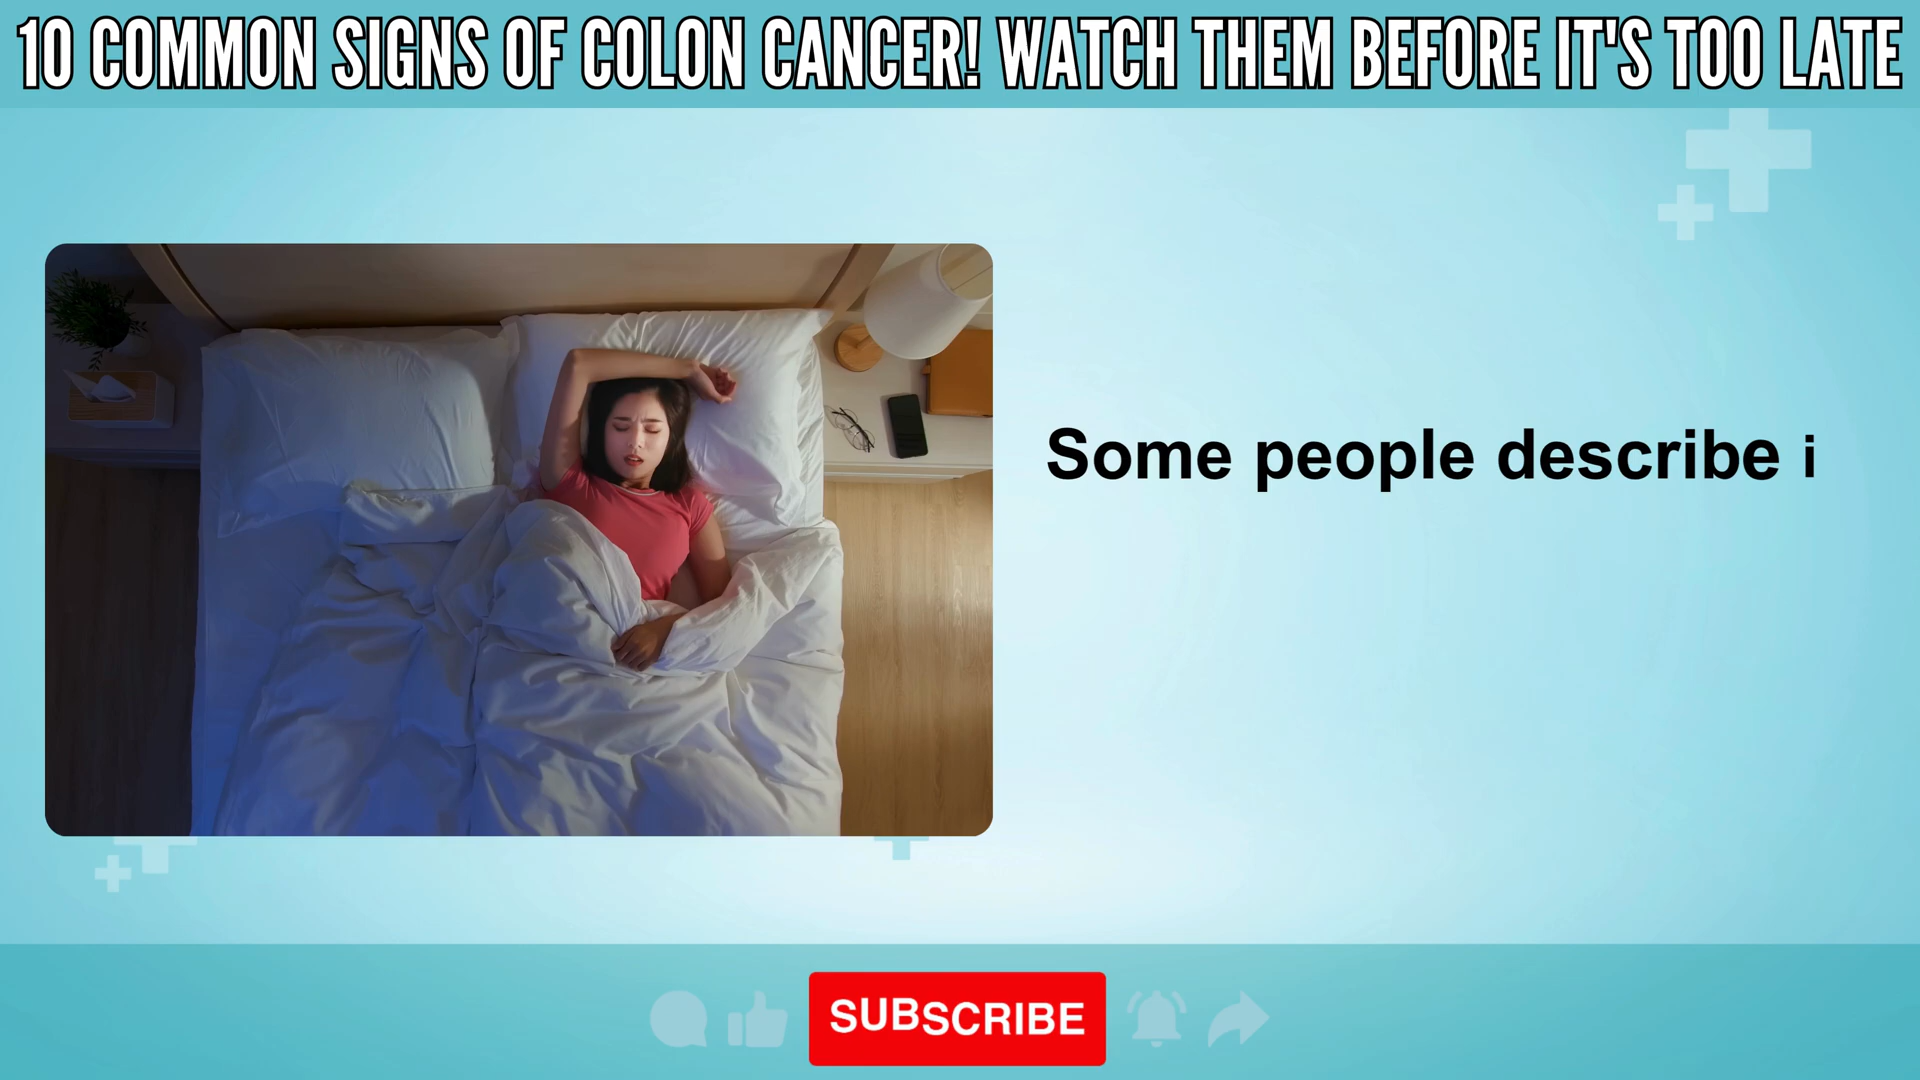 10 COMMON SIGNS OF COLON CANCER! WATCH THEM BEFORE IT'S TOO LATE
Some people describe i
SUBSCRIBE